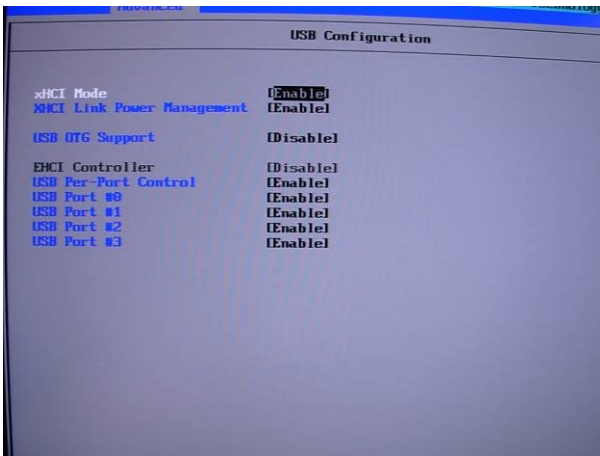 Advanced
USB Configuration
xHCI Mode [Enable]
XHCI Link Power Management [Enable]
USB OTG Support [Disable]
EHCI Controller [Disable]
USB Per-Port Control [Enable]
USB Port #0 [Enable]
USB Port #1 [Enable]
USB Port #2 [Enable]
USB Port #3 [Enable]